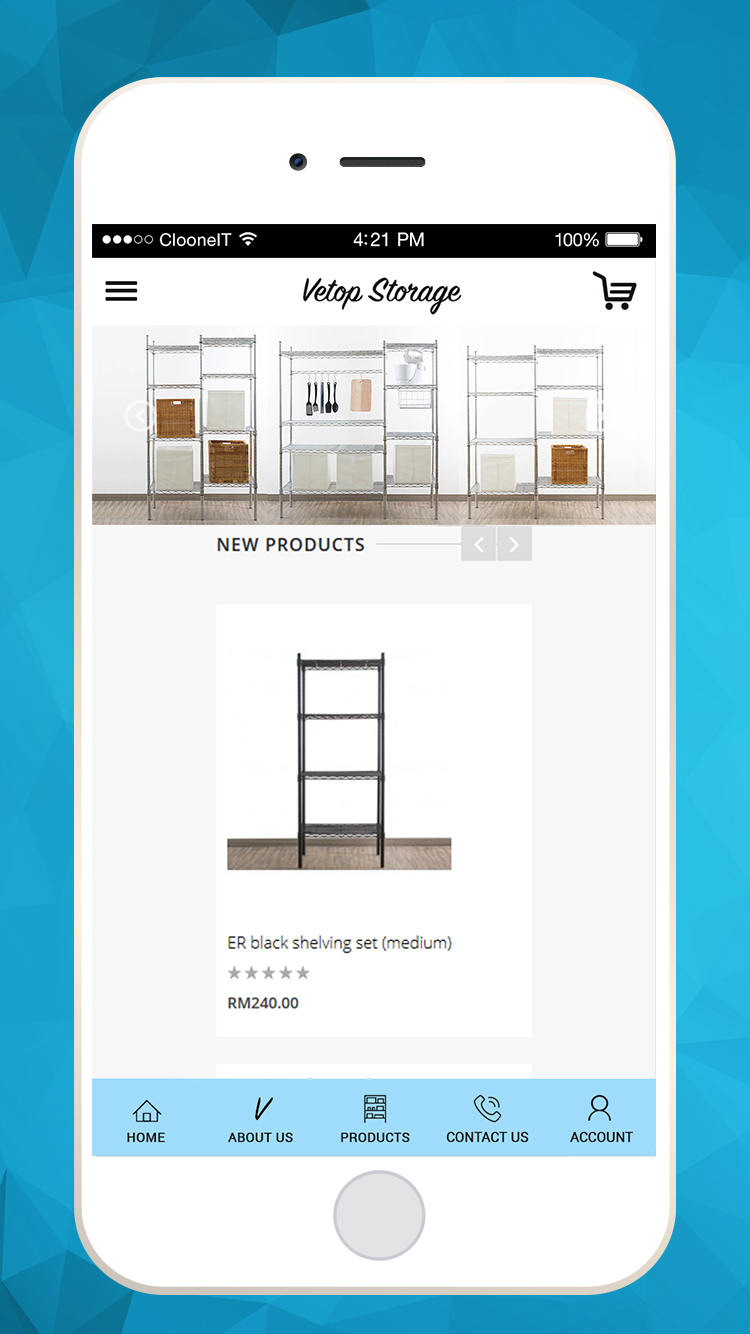 ClooneIT 4:21 PM 100%
Vetop Storage
NEW PRODUCTS
ER black shelving set (medium)
RM240.00
HOME ABOUT US PRODUCTS CONTACT US ACCOUNT